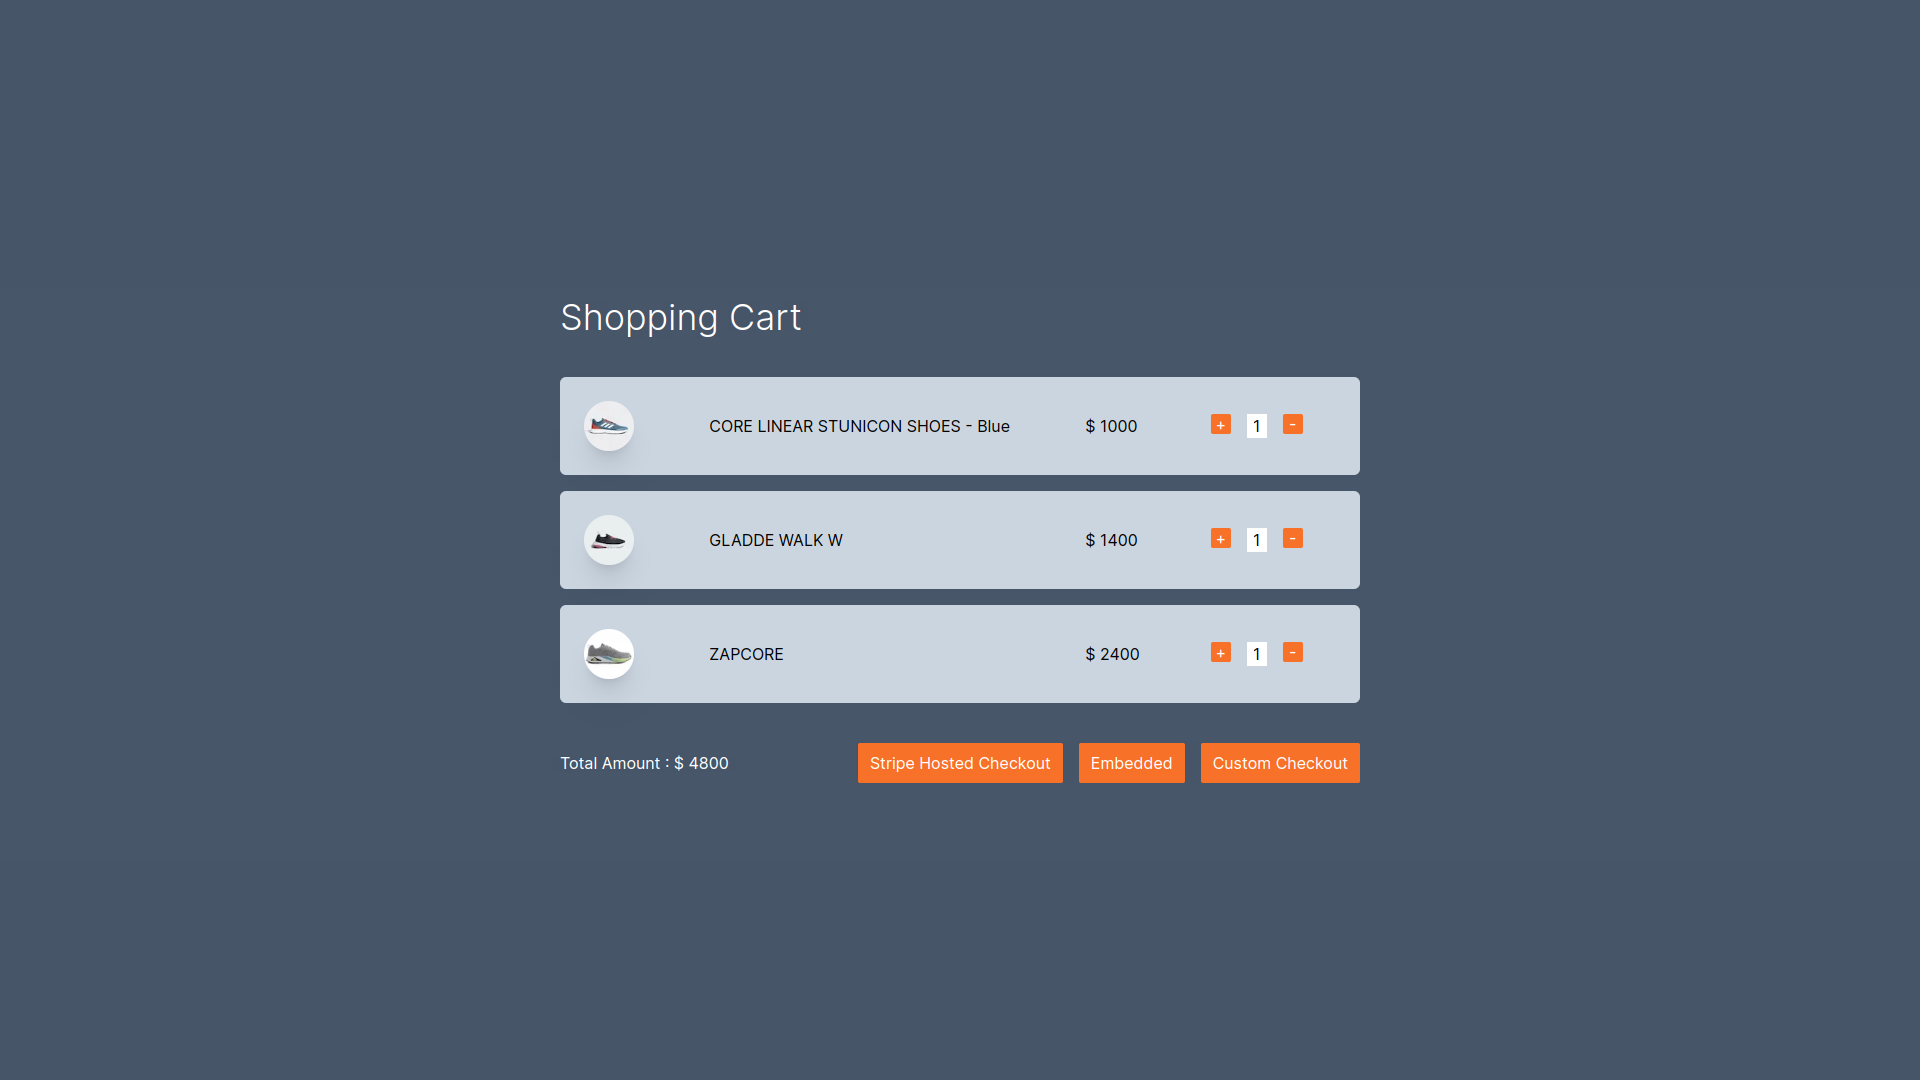 Shopping Cart
CORE LINEAR STUNICON SHOES - Blue $ 1000 + 1 -
GLADDE WALK W $ 1400 + 1 -
ZAPCORE $ 2400 + 1 -
Total Amount : $ 4800 Stripe Hosted Checkout Embedded Custom Checkout